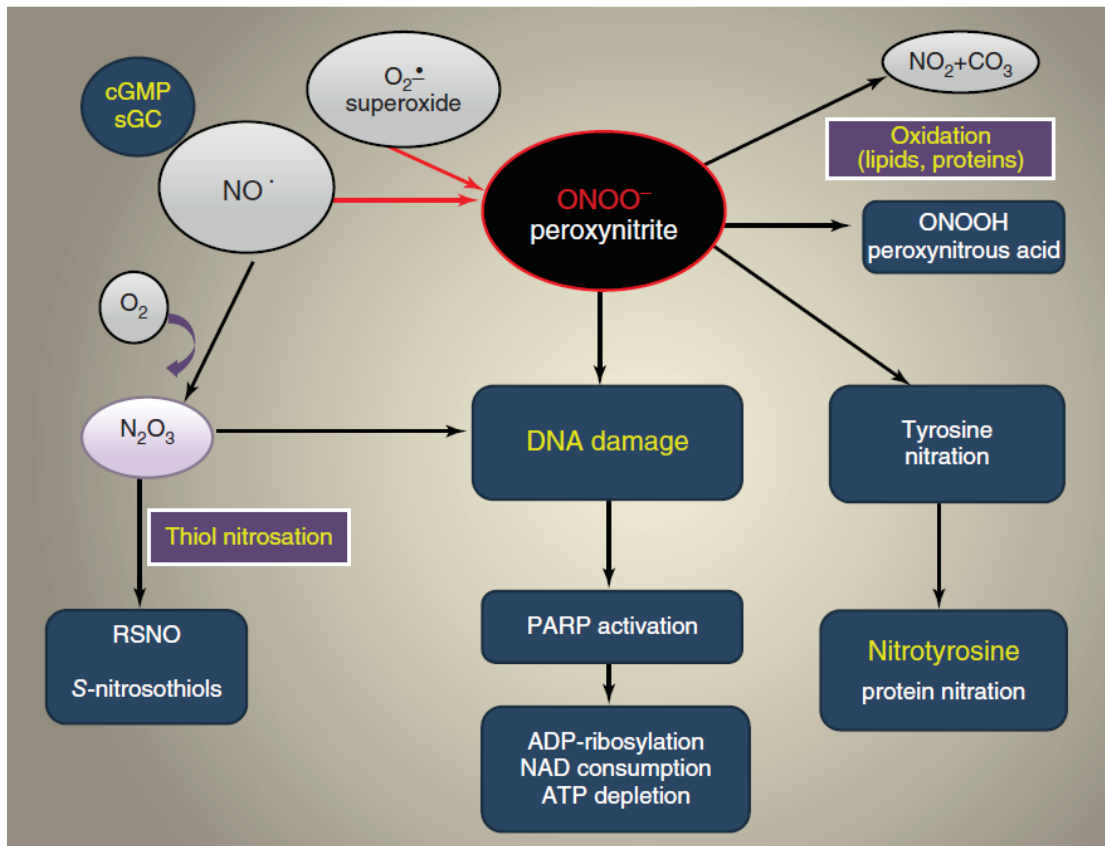 cGMP
sGC
O₂•−
superoxide
NO₂+CO₃
NO˙
Oxidation
(lipids, proteins)
ONOO⁻
peroxynitrite
ONOOH
peroxynitrous acid
O₂
N₂O₃
DNA damage
Tyrosine
nitration
Thiol nitrosation
RSNO
S-nitrosothiols
PARP activation
Nitrotyrosine
protein nitration
ADP-ribosylation
NAD consumption
ATP depletion